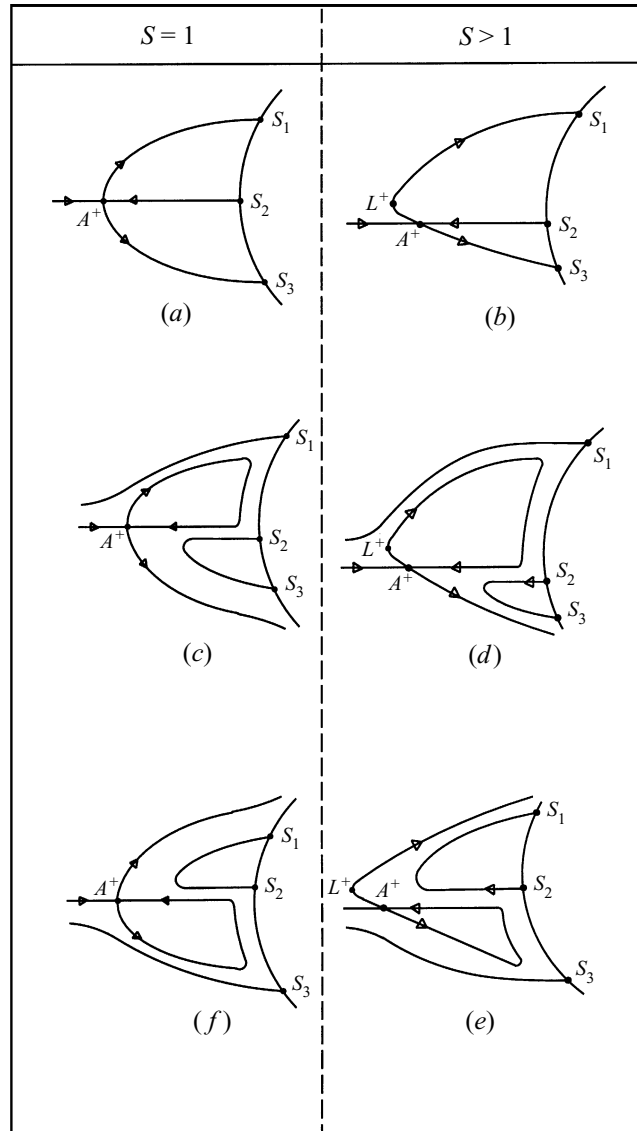 S = 1 S > 1
S₁ S₁
L⁺
A⁺ S₂ A⁺ S₂
S₃ S₃
(a) (b)
S₁ S₁
A⁺ S₂ L⁺
A⁺ S₂
S₃ S₃
(c) (d)
S₁ S₁
A⁺ S₂ L⁺ A⁺ S₂
S₃ S₃
(f) (e)